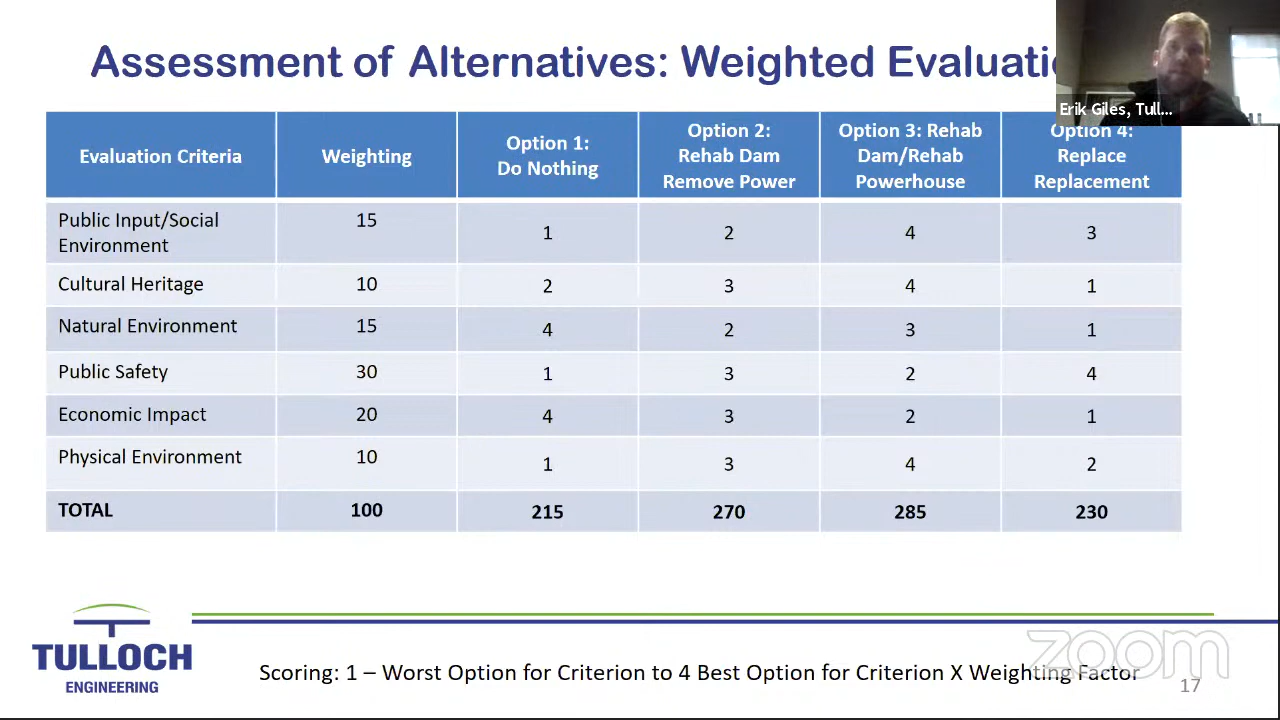 Assessment of Alternatives: Weighted Evaluatio
Erik Giles, Tull...
Evaluation Criteria
Weighting
Option 1:
Do Nothing
Option 2:
Rehab Dam
Remove Power
Option 3: Rehab
Dam/Rehab
Powerhouse
Option 4:
Replace
Replacement
Public Input/Social
Environment
15
1
2
4
3
Cultural Heritage
10
2
3
4
1
Natural Environment
15
4
2
3
1
Public Safety
30
1
3
2
4
Economic Impact
20
4
3
2
1
Physical Environment
10
1
3
4
2
TOTAL
100
215
270
285
230
TULLOCH
ENGINEERING
Scoring: 1 – Worst Option for Criterion to 4 Best Option for Criterion X Weighting Factor
zoom
17